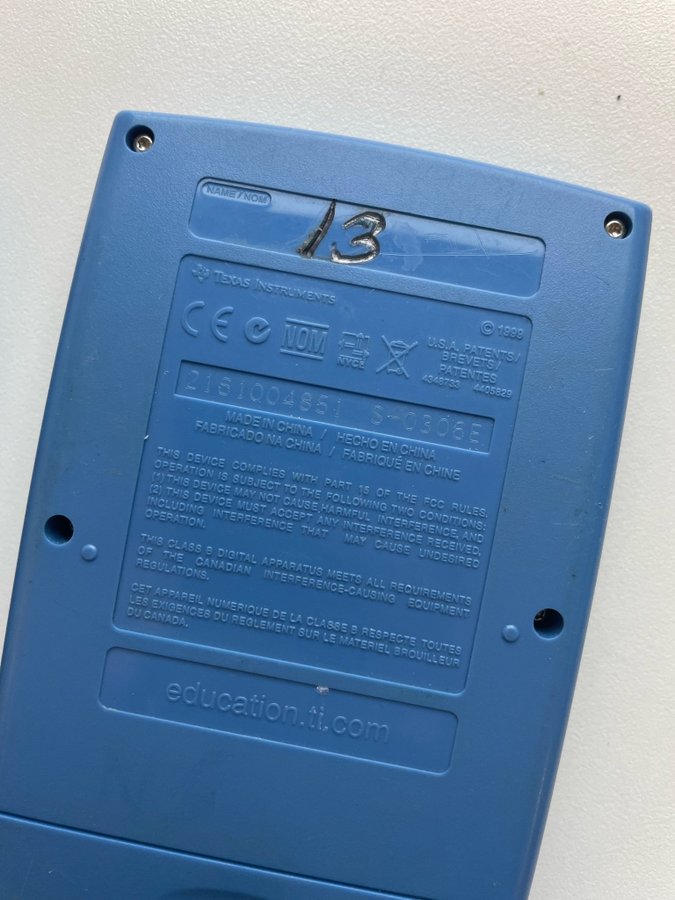 NAME / NOM
13
TEXAS INSTRUMENTS
© 1999
CE
NOM
NYCE
U.S.A. PATENTS/
BREVETS/
PATENTES
4348733 4405829
2161004851 S-0306E
MADE IN CHINA / HECHO EN CHINA
FABRICADO NA CHINA / FABRIQUÉ EN CHINE
THIS DEVICE COMPLIES WITH PART 15 OF THE FCC RULES.
OPERATION IS SUBJECT TO THE FOLLOWING TWO CONDITIONS:
(1) THIS DEVICE MAY NOT CAUSE HARMFUL INTERFERENCE, AND
(2) THIS DEVICE MUST ACCEPT ANY INTERFERENCE RECEIVED,
INCLUDING INTERFERENCE THAT MAY CAUSE UNDESIRED
OPERATION.
THIS CLASS B DIGITAL APPARATUS MEETS ALL REQUIREMENTS
OF THE CANADIAN INTERFERENCE-CAUSING EQUIPMENT
REGULATIONS.
CET APPAREIL NUMERIQUE DE LA CLASSE B RESPECTE TOUTES
LES EXIGENCES DU REGLEMENT SUR LE MATERIEL BROUILLEUR
DU CANADA.
education.ti.com